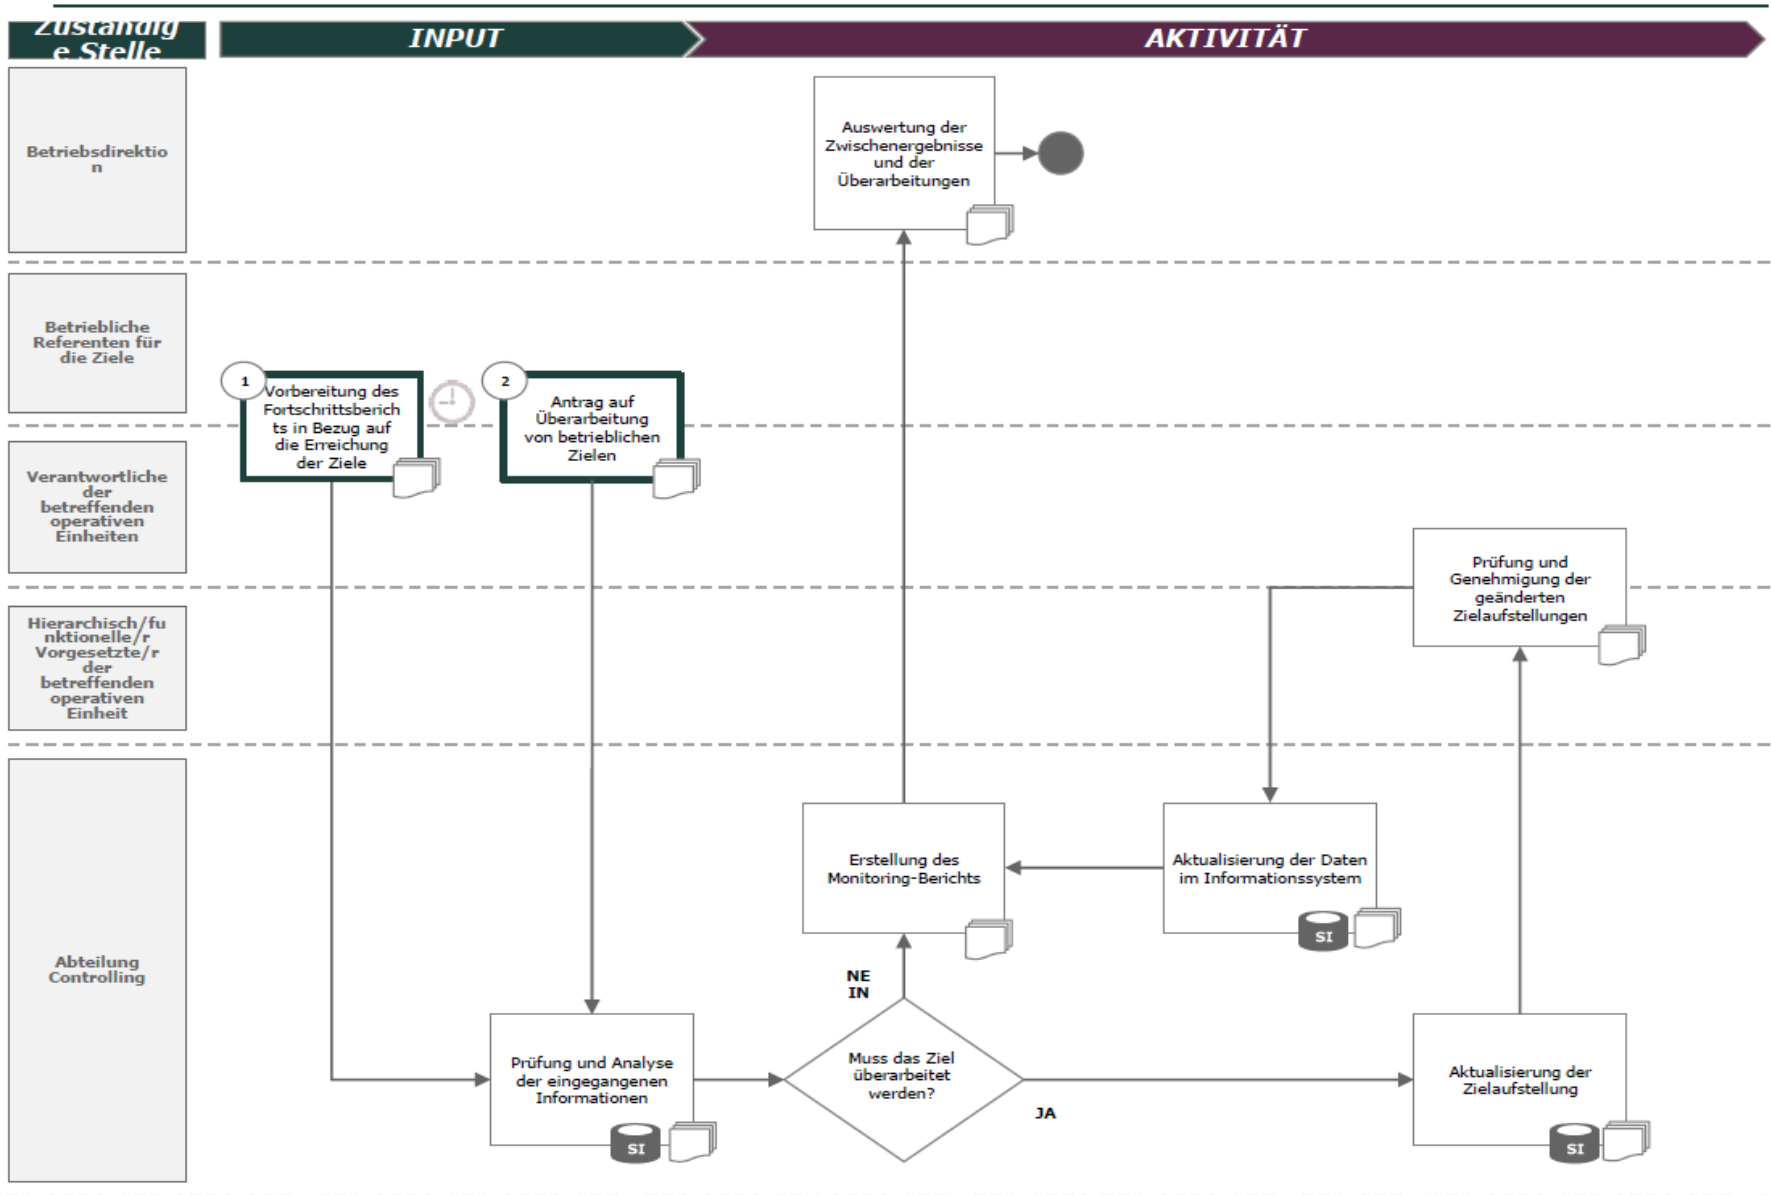 Zuständig
e Stelle
INPUT
AKTIVITÄT
Betriebsdirektio
n
Auswertung der
Zwischenergebnisse
und der
Überarbeitungen
Betriebliche
Referenten für
die Ziele
1
Vorbereitung des
Fortschrittsberich
ts in Bezug auf
die Erreichung
der Ziele
2
Antrag auf
Überarbeitung
von betrieblichen
Zielen
Verantwortliche
der
betreffenden
operativen
Einheiten
Prüfung und
Genehmigung der
geänderten
Zielaufstellungen
Hierarchisch/fu
nktionelle/r
Vorgesetzte/r
der
betreffenden
operativen
Einheit
Abteilung
Controlling
Erstellung des
Monitoring-Berichts
Aktualisierung der Daten
im Informationssystem
SI
NE
IN
Prüfung und Analyse
der eingegangenen
Informationen
SI
Muss das Ziel
überarbeitet
werden?
JA
Aktualisierung der
Zielaufstellung
SI